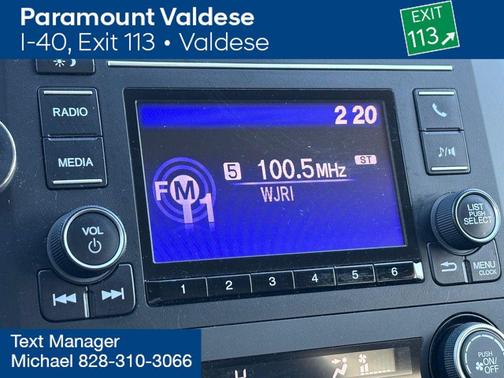 Paramount Valdese
I-40, Exit 113 • Valdese
EXIT
113
RADIO
MEDIA
VOL
2 20
5 100.5MHz ST
FM1
WJRI
LIST
PUSH
SELECT
MENU
CLOCK
1 2 3 4 5 6
PUSH
ON/
OFF
H
Text Manager
Michael 828-310-3066